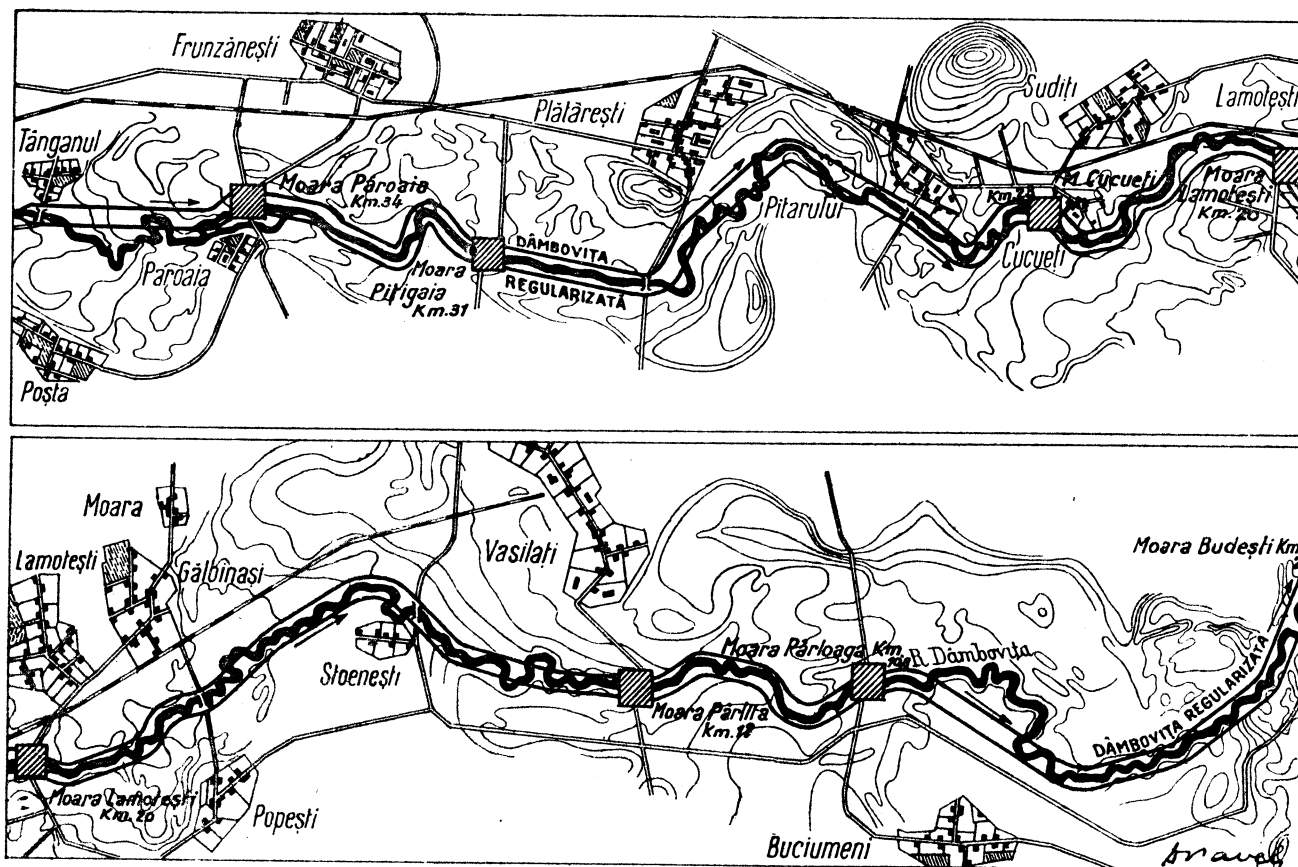 Frunzănești
Tânganul
Plătărești
Sudiți
Lamotești
Moara Păroaia
Km.34
Păroaia
Poșta
Moara
Pițigaia
Km.31
DÂMBOVIȚA
REGULARIZATĂ
Pitarului
M. Cucueți
Cucueți
Moara
Lamotești
Km. 20
Moara
Lamotești
Gălbinași
Vasilați
Moara Budești Km
Stoenești
Moara Pârloaga Km.
R. Dâmbovița
Moara Pârlita
Moara Lamotești
Km. 20
Popești
DÂMBOVIȚA REGULARIZATA
Buciumeni